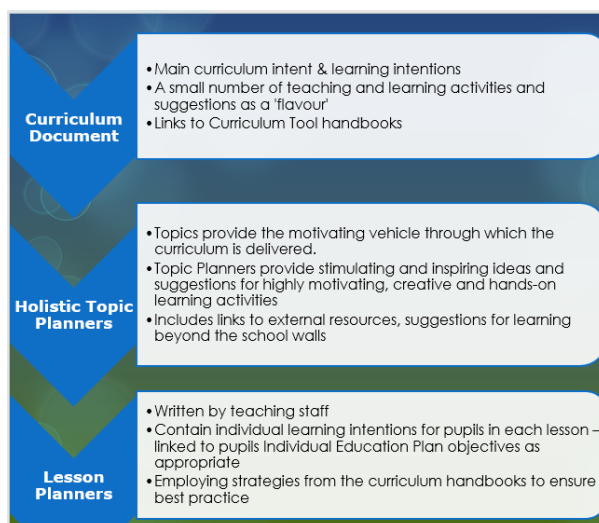 Curriculum
Document
•Main curriculum intent & learning intentions
•A small number of teaching and learning activities and
suggestions as a 'flavour'
•Links to Curriculum Tool handbooks
Holistic Topic
Planners
•Topics provide the motivating vehicle through which the
curriculum is delivered.
•Topic Planners provide stimulating and inspiring ideas and
suggestions for highly motivating, creative and hands-on
learning activities
•Includes links to external resources, suggestions for learning
beyond the school walls
Lesson
Planners
•Written by teaching staff
•Contain individual learning intentions for pupils in each lesson –
linked to pupils Individual Education Plan objectives as
appropriate
•Employing strategies from the curriculum handbooks to ensure
best practice